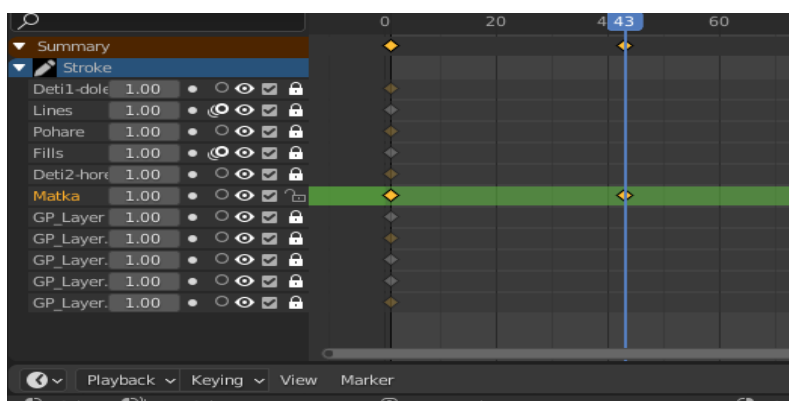 0 20 4 43 60
Summary
Stroke
Deti1-dole 1.00
Lines 1.00
Pohare 1.00
Fills 1.00
Deti2-hore 1.00
Matka 1.00
GP_Layer 1.00
GP_Layer. 1.00
GP_Layer. 1.00
GP_Layer. 1.00
GP_Layer. 1.00
Playback Keying View Marker